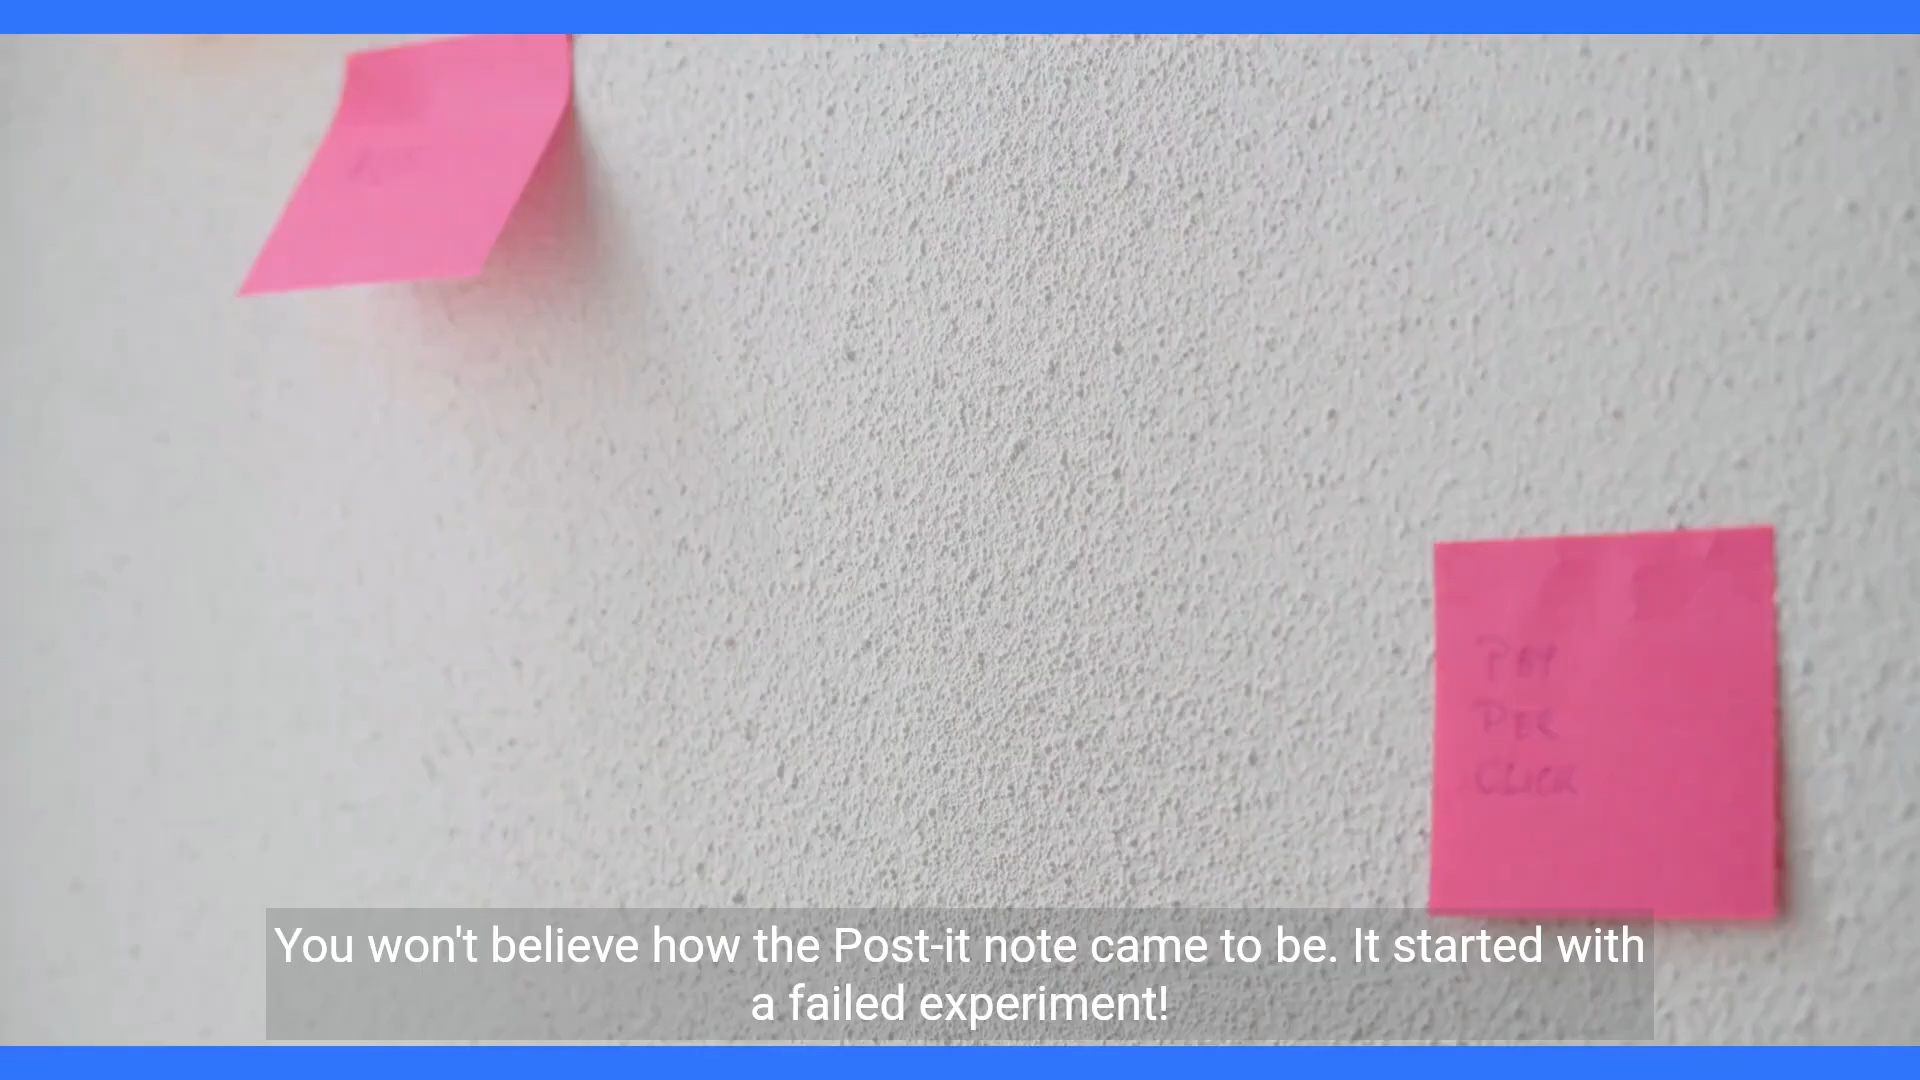 PAY
PER
CLICK
You won't believe how the Post-it note came to be. It started with
a failed experiment!